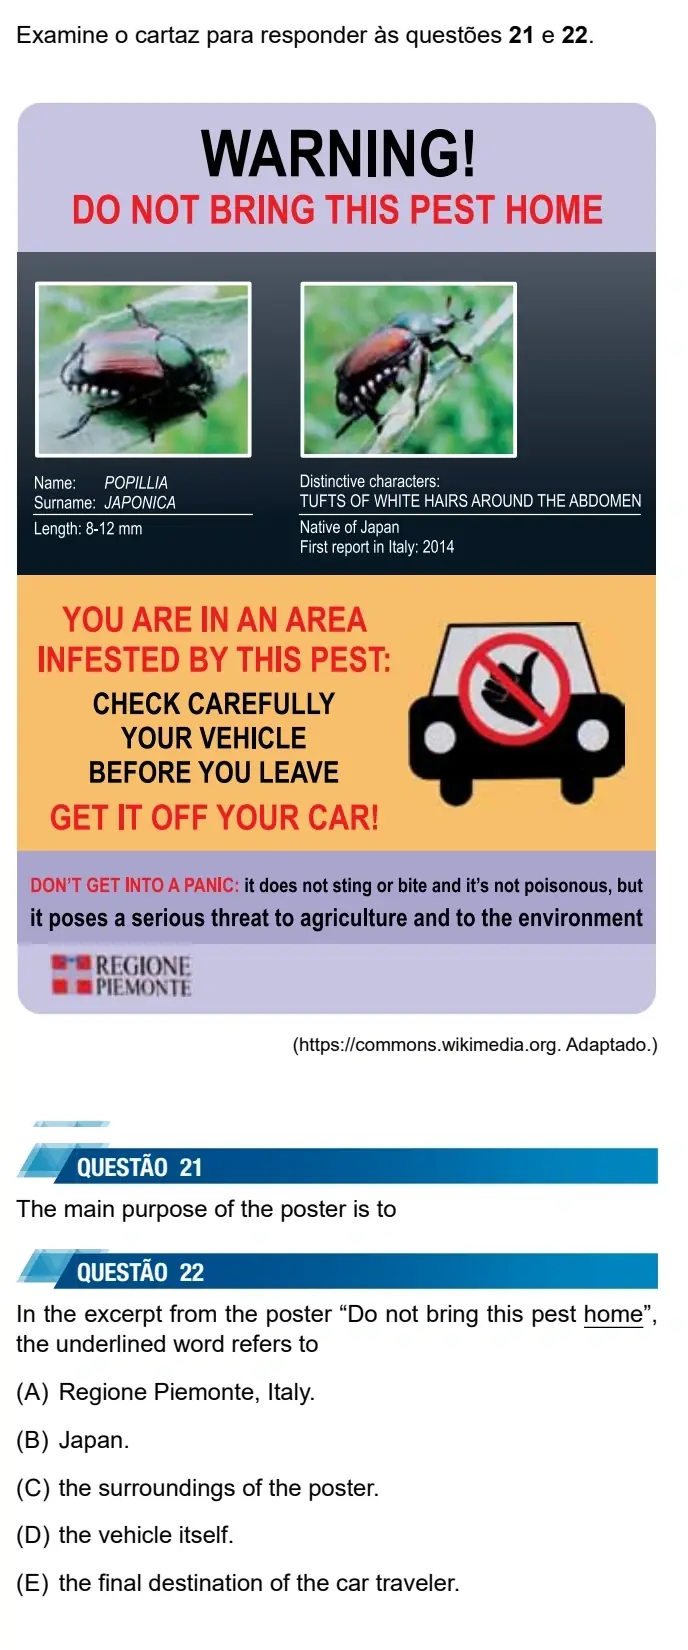 Examine o cartaz para responder às questões 21 e 22.
WARNING!
DO NOT BRING THIS PEST HOME
Name: POPILLIA
Surname: JAPONICA
Length: 8-12 mm
Distinctive characters:
TUFTS OF WHITE HAIRS AROUND THE ABDOMEN
Native of Japan
First report in Italy: 2014
YOU ARE IN AN AREA
INFESTED BY THIS PEST:
CHECK CAREFULLY
YOUR VEHICLE
BEFORE YOU LEAVE
GET IT OFF YOUR CAR!
DON'T GET INTO A PANIC: it does not sting or bite and it's not poisonous, but
it poses a serious threat to agriculture and to the environment
REGIONE
PIEMONTE
(https://commons.wikimedia.org. Adaptado.)
QUESTÃO 21
The main purpose of the poster is to
QUESTÃO 22
In the excerpt from the poster “Do not bring this pest home”,
the underlined word refers to
(A) Regione Piemonte, Italy.
(B) Japan.
(C) the surroundings of the poster.
(D) the vehicle itself.
(E) the final destination of the car traveler.